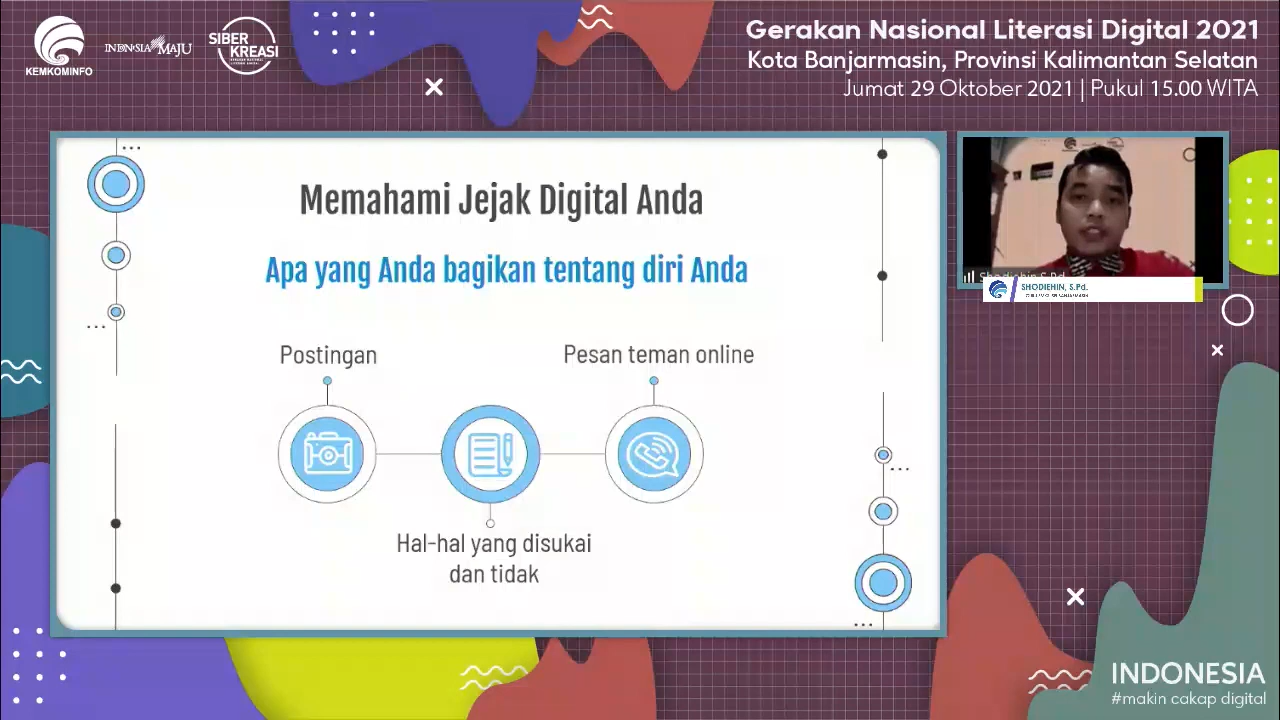 KEMKOMINFO
INDONESIA MAJU
SIBER
KREASI
Gerakan Nasional Literasi Digital 2021
Kota Banjarmasin, Provinsi Kalimantan Selatan
Jumat 29 Oktober 2021 | Pukul 15.00 WITA
Memahami Jejak Digital Anda
Apa yang Anda bagikan tentang diri Anda
Postingan
Pesan teman online
Hal-hal yang disukai
dan tidak
Shodiehin S.Pd
SHODIEHIN, S.Pd.
INDONESIA
#makin cakap digital